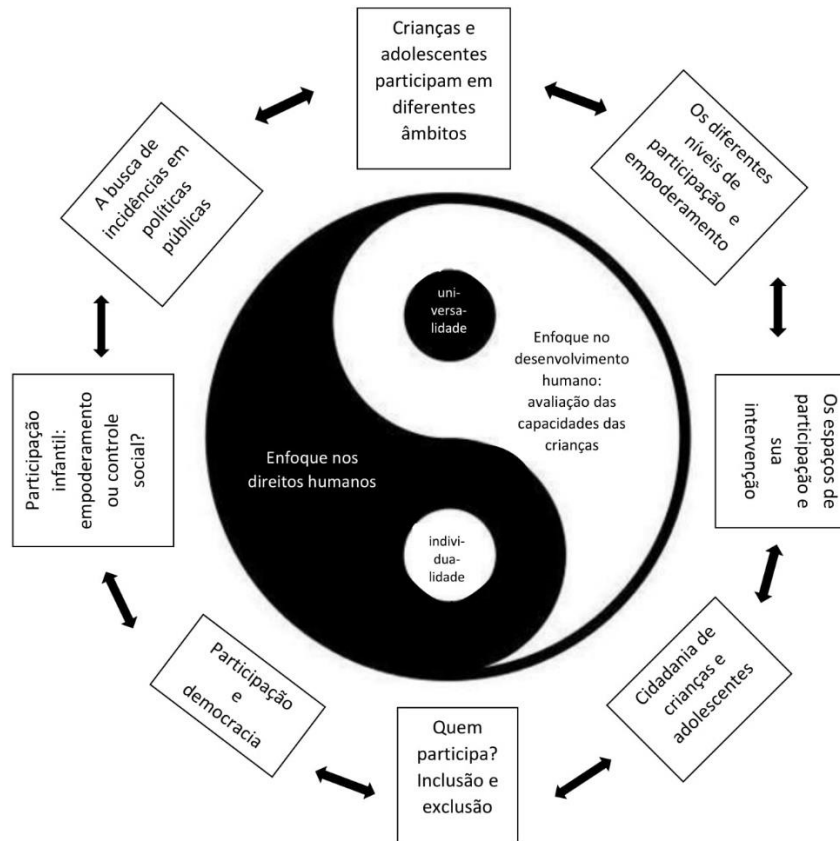 Crianças e
adolescentes
participam em
diferentes
âmbitos
Os diferentes
níveis de
participação e
empoderamento
Os espaços de
participação e
sua
intervenção
Cidadania de
crianças e
adolescentes
Quem
participa?
Inclusão e
exclusão
Participação
e
democracia
Participação
infantil:
empoderamento
ou controle
social?
A busca de
incidências em
políticas
públicas
uni-
versa-
lidade
Enfoque no
desenvolvimento
humano:
avaliação das
capacidades das
crianças
Enfoque nos
direitos humanos
indivi-
dua-
lidade